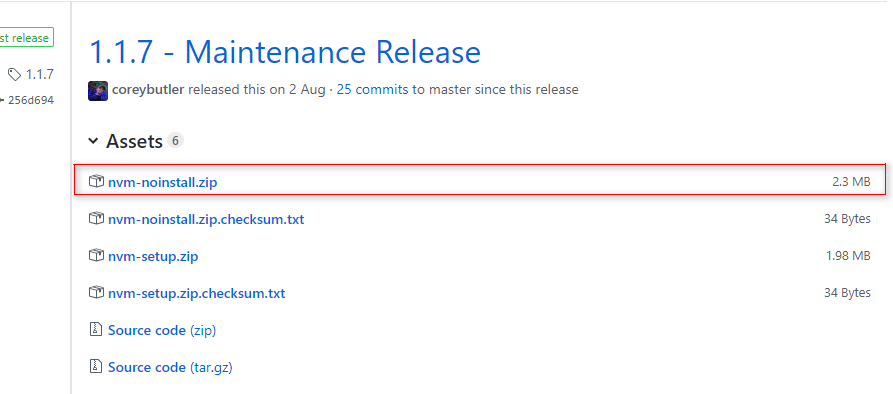 st release
1.1.7
256d694
1.1.7 - Maintenance Release
coreybutler released this on 2 Aug · 25 commits to master since this release
Assets 6
nvm-noinstall.zip 2.3 MB
nvm-noinstall.zip.checksum.txt 34 Bytes
nvm-setup.zip 1.98 MB
nvm-setup.zip.checksum.txt 34 Bytes
Source code (zip)
Source code (tar.gz)